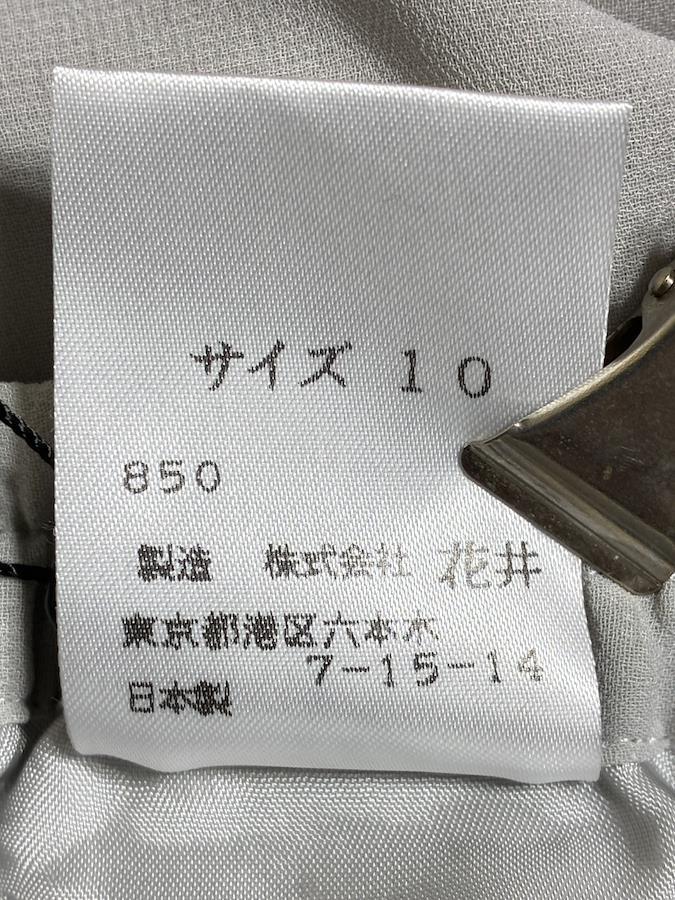 サイズ 10
850
製造 株式会社 花井
東京都港区六本木
7-15-14
日本製